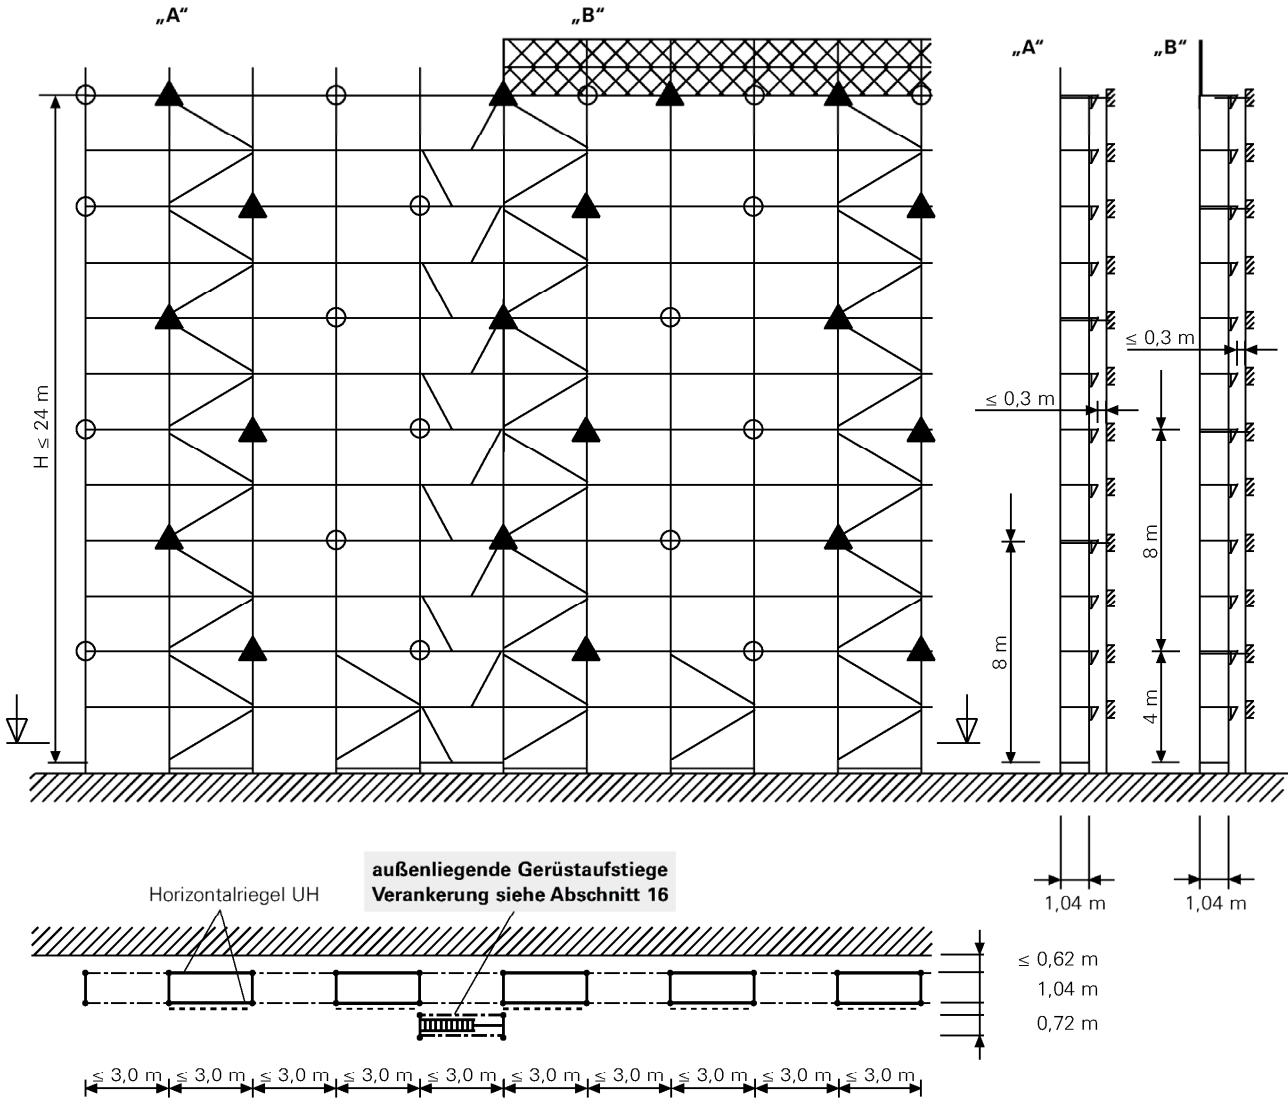 „A“
„B“
„A“
„B“
H ≤ 24 m
≤ 0,3 m
≤ 0,3 m
8 m
8 m
4 m
1,04 m
1,04 m
außenliegende Gerüstaufstiege
Verankerung siehe Abschnitt 16
Horizontalriegel UH
≤ 0,62 m
1,04 m
0,72 m
≤ 3,0 m ≤ 3,0 m ≤ 3,0 m ≤ 3,0 m ≤ 3,0 m ≤ 3,0 m ≤ 3,0 m ≤ 3,0 m ≤ 3,0 m ≤ 3,0 m